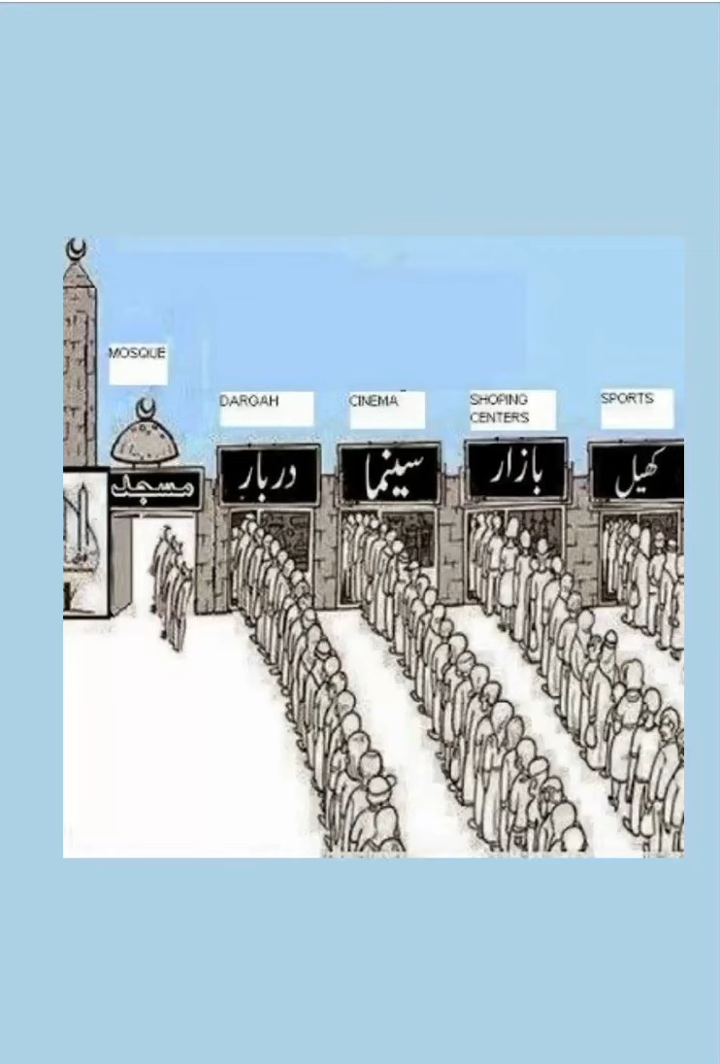 MOSQUE
DARGAH
CINEMA
SHOPING
CENTERS
SPORTS
مسجد
دربار
سینما
بازار
کھیل